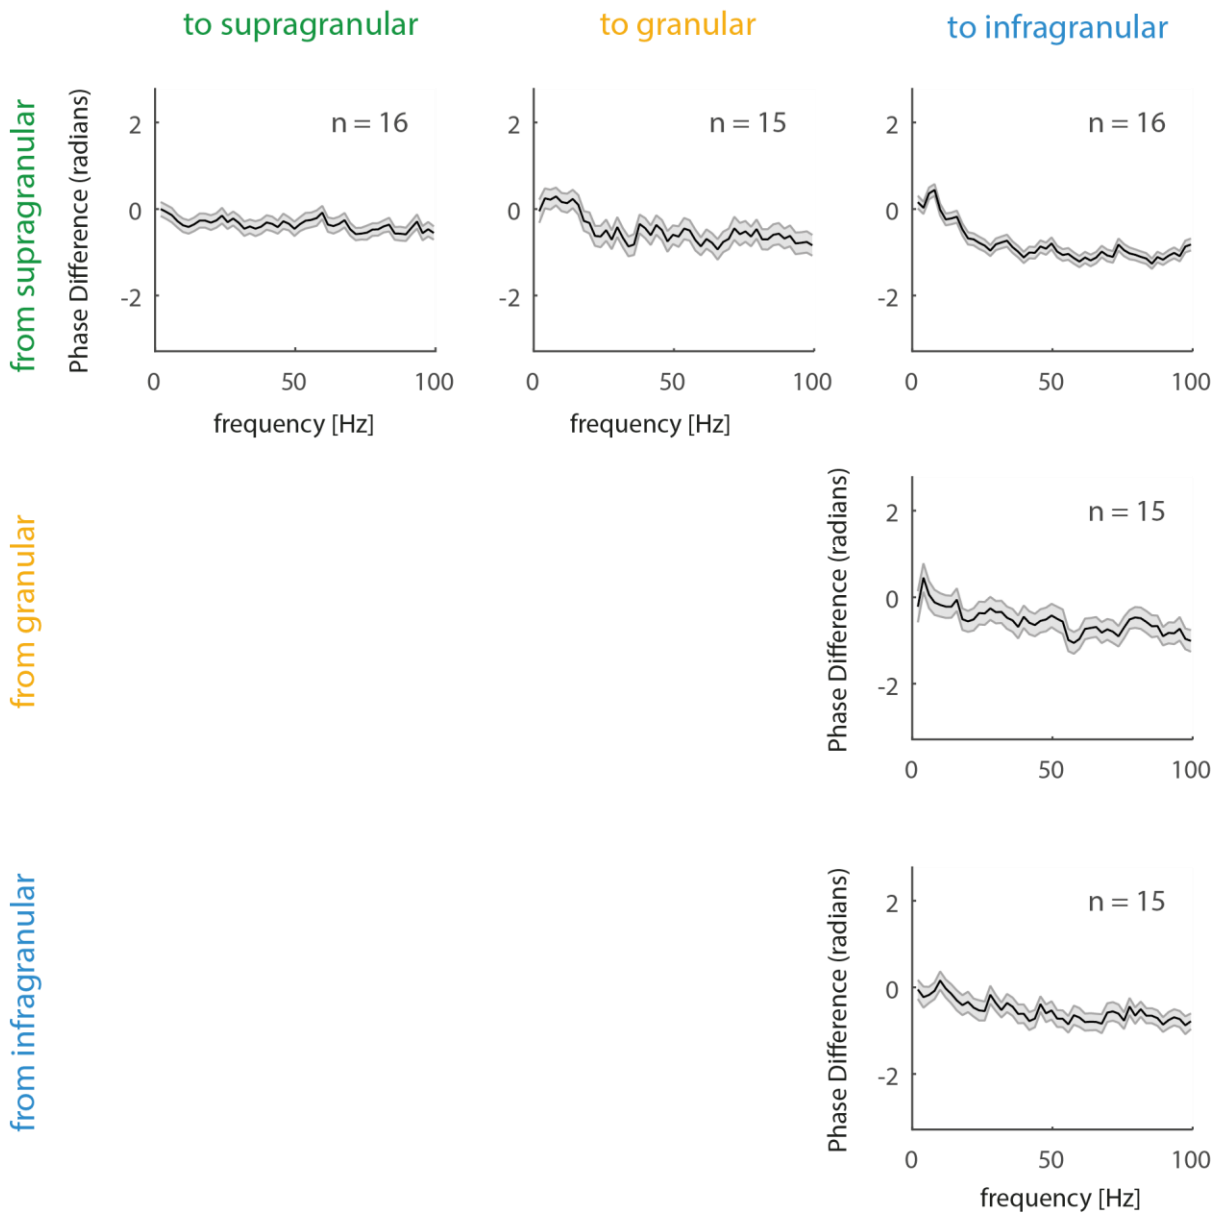 to supragranular
to granular
to infragranular
from supragranular
Phase Difference (radians)
2
0
-2
n = 16
0
50
100
frequency [Hz]
2
0
-2
n = 15
0
50
100
frequency [Hz]
2
0
-2
n = 16
0
50
100
from granular
Phase Difference (radians)
2
0
-2
n = 15
0
50
100
from infragranular
Phase Difference (radians)
2
0
-2
n = 15
0
50
100
frequency [Hz]